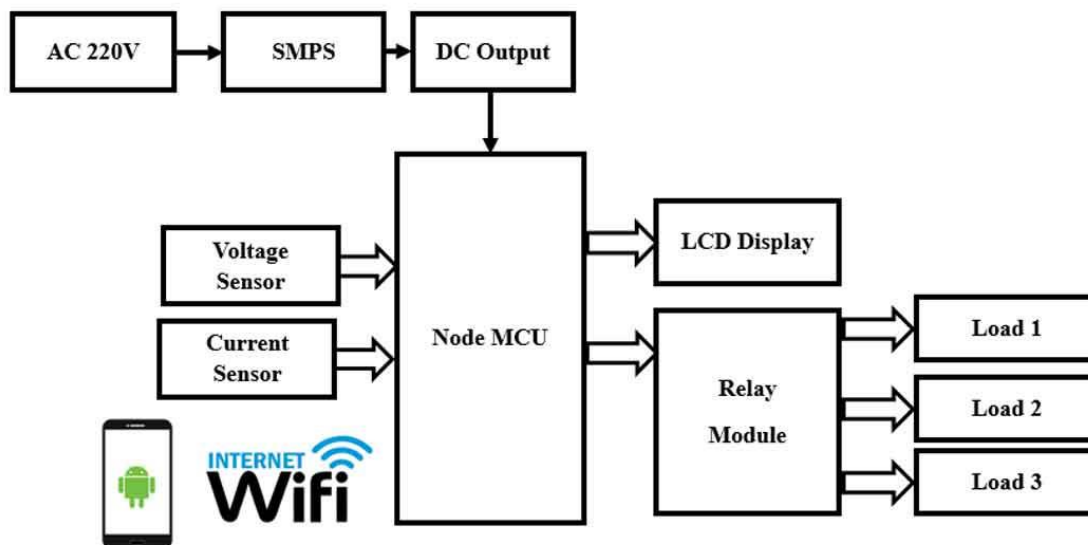 AC 220V
SMPS
DC Output
Voltage
Sensor
Current
Sensor
Node MCU
LCD Display
Relay
Module
Load 1
Load 2
Load 3
INTERNET
Wifi